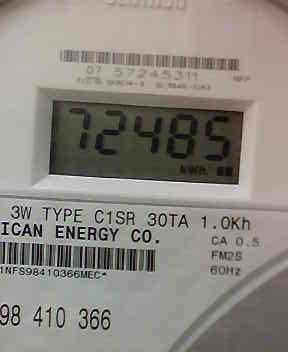 07 57245311
72485
kWh
3W TYPE C1SR 30TA 1.0Kh
ICAN ENERGY CO.
CA 0.5
FM2S
60Hz
1NFS98410366MEC*
98 410 366